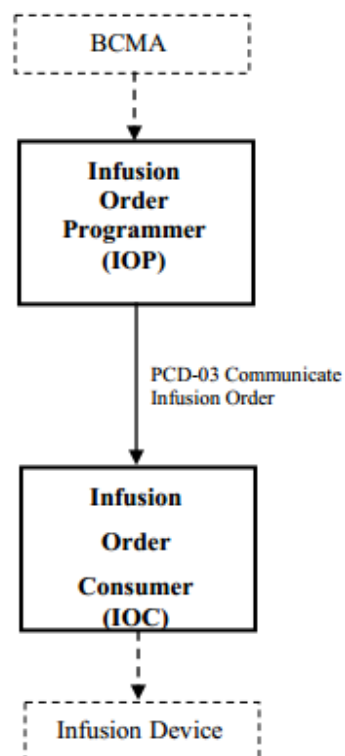 BCMA
Infusion
Order
Programmer
(IOP)
PCD-03 Communicate
Infusion Order
Infusion
Order
Consumer
(IOC)
Infusion Device